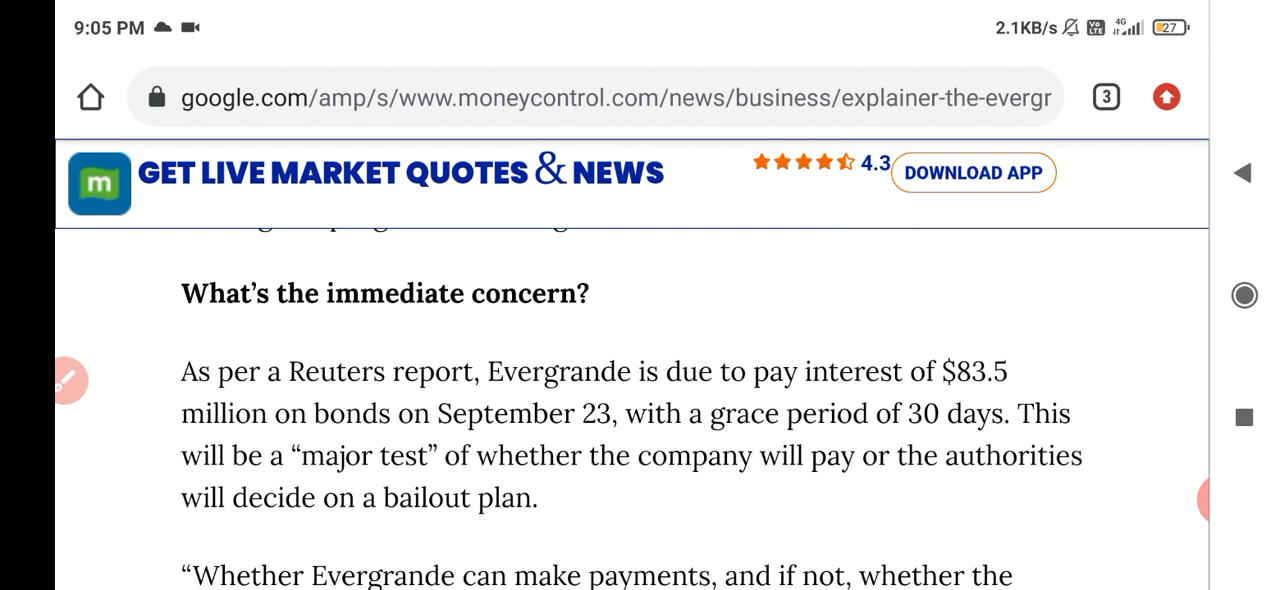 9:05 PM
2.1KB/s Vo LTE 4G 27
google.com/amp/s/www.moneycontrol.com/news/business/explainer-the-evergr
3
m
GET LIVE MARKET QUOTES & NEWS
4.3
DOWNLOAD APP
What’s the immediate concern?
As per a Reuters report, Evergrande is due to pay interest of $83.5
million on bonds on September 23, with a grace period of 30 days. This
will be a “major test” of whether the company will pay or the authorities
will decide on a bailout plan.
“Whether Evergrande can make payments, and if not, whether the